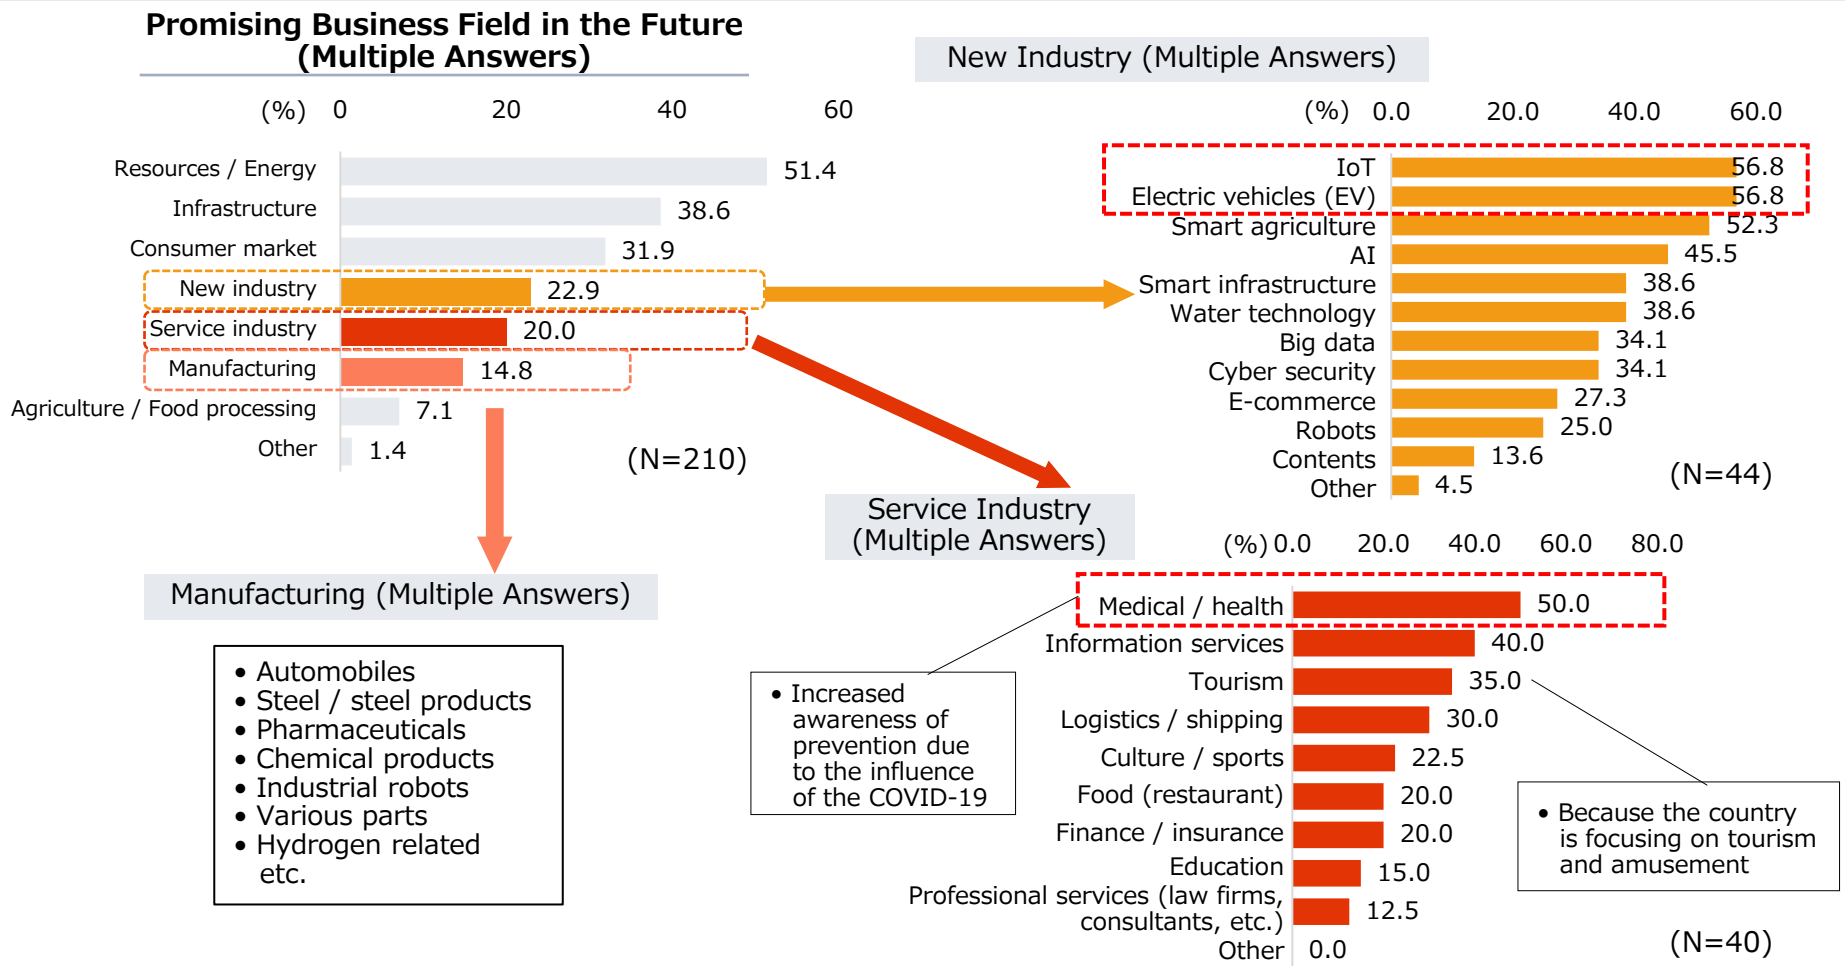 Promising Business Field in the Future
(Multiple Answers)
(%) 0 20 40 60
Resources / Energy 51.4
Infrastructure 38.6
Consumer market 31.9
New industry 22.9
Service industry 20.0
Manufacturing 14.8
Agriculture / Food processing 7.1
Other 1.4
(N=210)
New Industry (Multiple Answers)
(%) 0.0 20.0 40.0 60.0
IoT 56.8
Electric vehicles (EV) 56.8
Smart agriculture 52.3
AI 45.5
Smart infrastructure 38.6
Water technology 38.6
Big data 34.1
Cyber security 34.1
E-commerce 27.3
Robots 25.0
Contents 13.6
Other 4.5
(N=44)
Manufacturing (Multiple Answers)
• Automobiles
• Steel / steel products
• Pharmaceuticals
• Chemical products
• Industrial robots
• Various parts
• Hydrogen related
etc.
Service Industry
(Multiple Answers)
(%) 0.0 20.0 40.0 60.0 80.0
Medical / health 50.0
Information services 40.0
Tourism 35.0
Logistics / shipping 30.0
Culture / sports 22.5
Food (restaurant) 20.0
Finance / insurance 20.0
Education 15.0
Professional services (law firms,
consultants, etc.) 12.5
Other 0.0
(N=40)
• Increased
awareness of
prevention due
to the influence
of the COVID-19
• Because the country
is focusing on tourism
and amusement